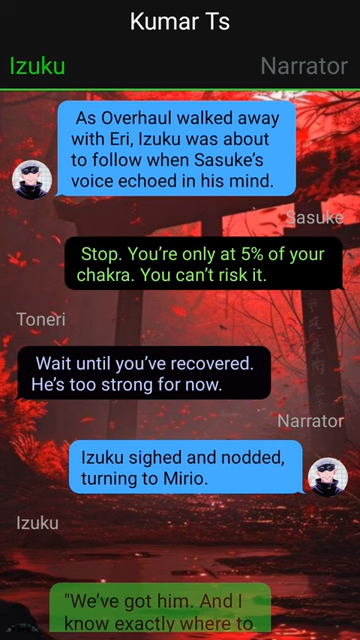 Kumar Ts
Izuku
Narrator
As Overhaul walked away
with Eri, Izuku was about
to follow when Sasuke’s
voice echoed in his mind.
Sasuke
Stop. You’re only at 5% of your
chakra. You can’t risk it.
Toneri
Wait until you’ve recovered.
He’s too strong for now.
Narrator
Izuku sighed and nodded,
turning to Mirio.
Izuku
"We’ve got him. And I
know exactly where to